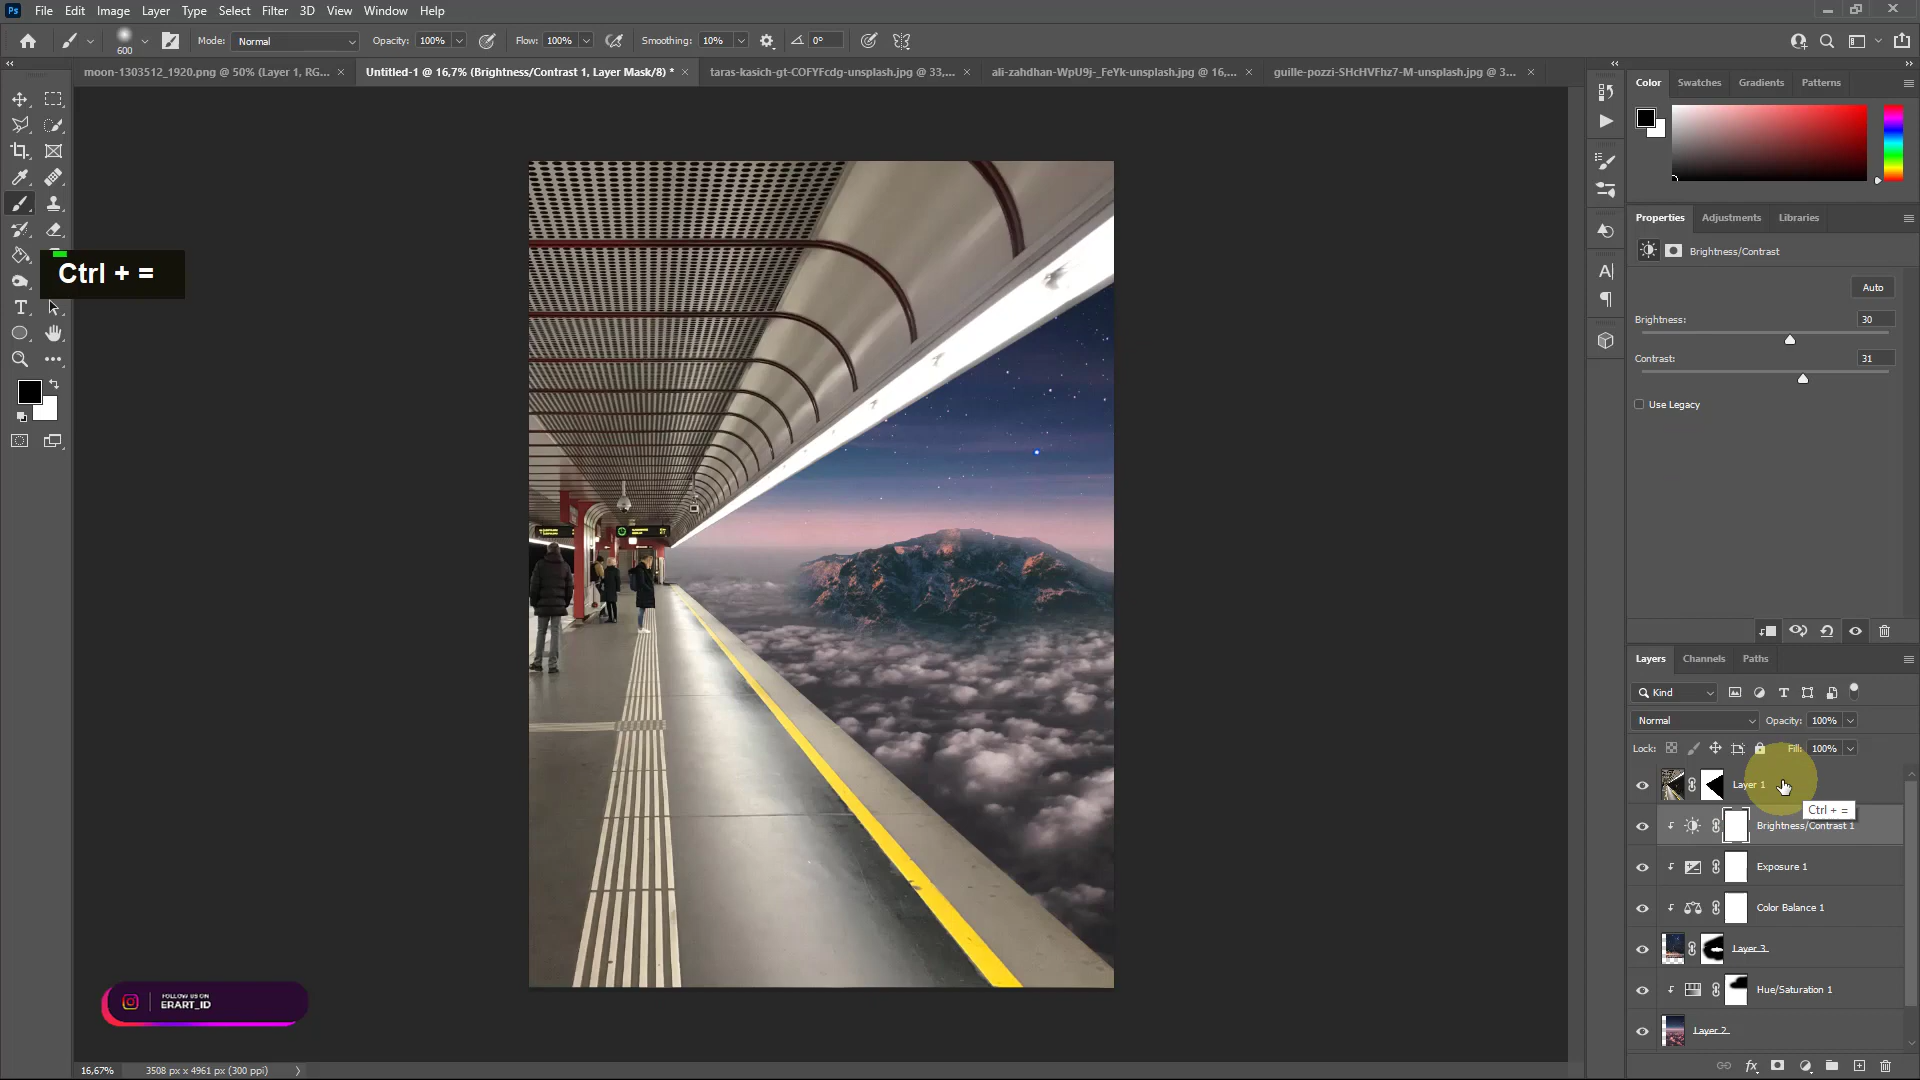 Ps File Edit Image Layer Type Select Filter 3D View Window Help
600 Mode: Normal Opacity: 100% Flow: 100% Smoothing: 10% 0°
moon-1303512_1920.png @ 50% (Layer 1, RG...
Untitled-1 @ 16,7% (Brightness/Contrast 1, Layer Mask/8) *
taras-kasich-gt-COFYFcdg-unsplash.jpg @ 33,...
ali-zahdhan-WpU9j-_FeYk-unsplash.jpg @ 16,...
guille-pozzi-SHcHVFhz7-M-unsplash.jpg @ 3...
Color Swatches Gradients Patterns
Properties Adjustments Libraries
Brightness/Contrast
Auto
Brightness: 30
Contrast: 31
Use Legacy
Ctrl + =
Layers Channels Paths
Kind
Normal Opacity: 100%
Lock: Fill: 100%
Layer 1
Ctrl + =
Brightness/Contrast 1
Exposure 1
Color Balance 1
Layer 3
Hue/Saturation 1
Layer 2
FOLLOW US ON
ERART_ID
16,67% 3508 px x 4961 px (300 ppi)